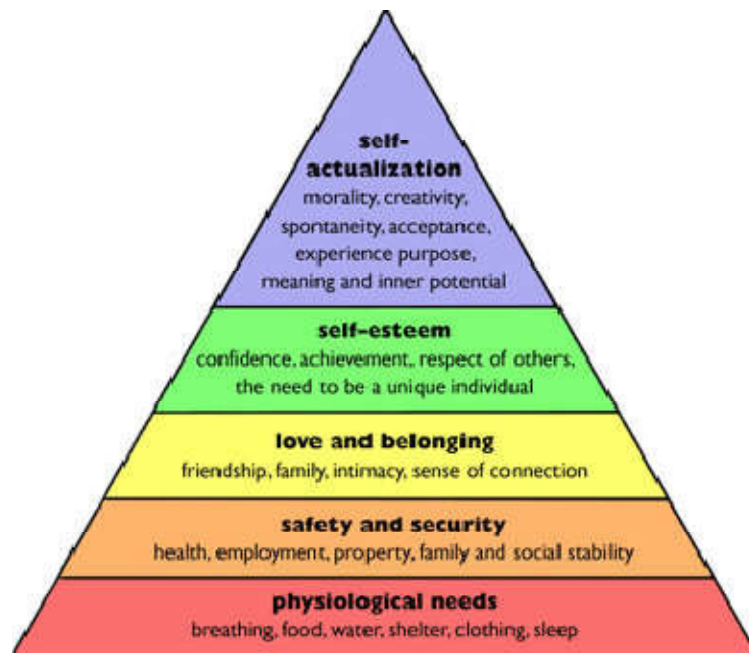 self-
actualization
morality, creativity,
spontaneity, acceptance,
experience purpose,
meaning and inner potential
self-esteem
confidence, achievement, respect of others,
the need to be a unique individual
love and belonging
friendship, family, intimacy, sense of connection
safety and security
health, employment, property, family and social stability
physiological needs
breathing, food, water, shelter, clothing, sleep